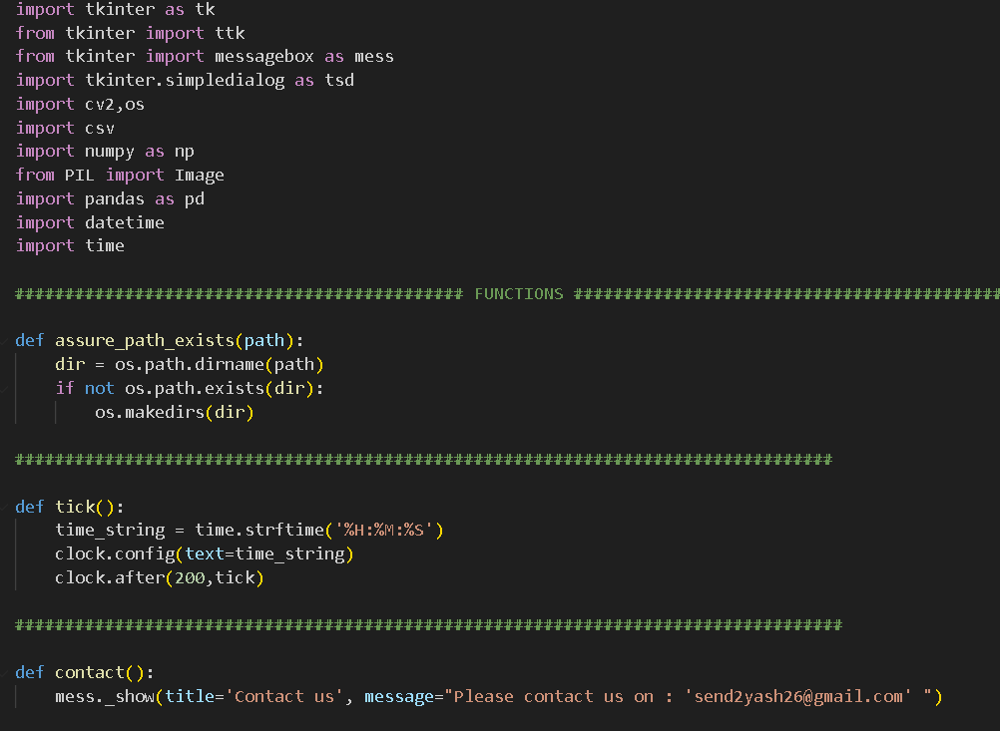 import tkinter as tk
from tkinter import ttk
from tkinter import messagebox as mess
import tkinter.simpledialog as tsd
import cv2,os
import csv
import numpy as np
from PIL import Image
import pandas as pd
import datetime
import time
############################################# FUNCTIONS ###########################################
def assure_path_exists(path):
    dir = os.path.dirname(path)
    if not os.path.exists(dir):
        os.makedirs(dir)
##################################################################################
def tick():
    time_string = time.strftime('%H:%M:%S')
    clock.config(text=time_string)
    clock.after(200,tick)
###################################################################################
def contact():
    mess._show(title='Contact us', message="Please contact us on : 'send2yash26@gmail.com' ")